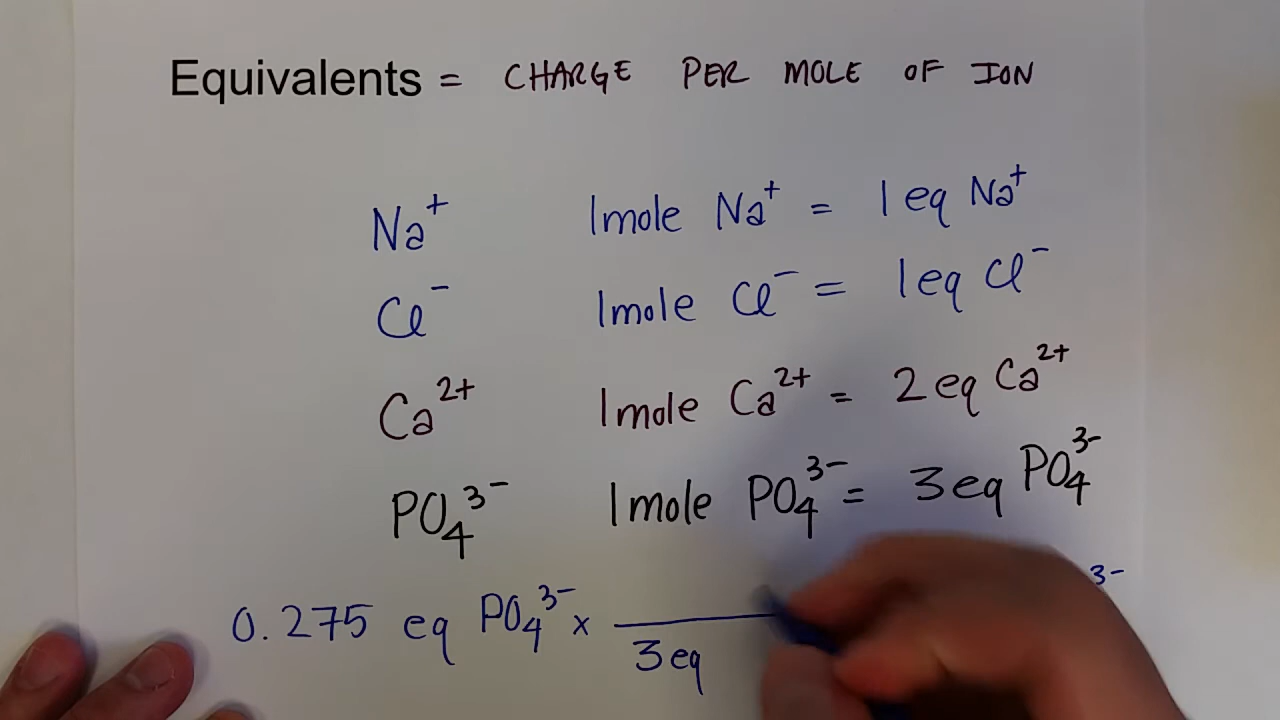 Equivalents = CHARGE PER MOLE OF ION
Na⁺ 1mole Na⁺ = 1eq Na⁺
Cl⁻ 1mole Cl⁻ = 1eq Cl⁻
Ca²⁺ 1mole Ca²⁺ = 2eq Ca²⁺
PO₄³⁻ 1mole PO₄³⁻ = 3eq PO₄³⁻
0.275 eq PO₄³⁻ x ³⁻
3eq